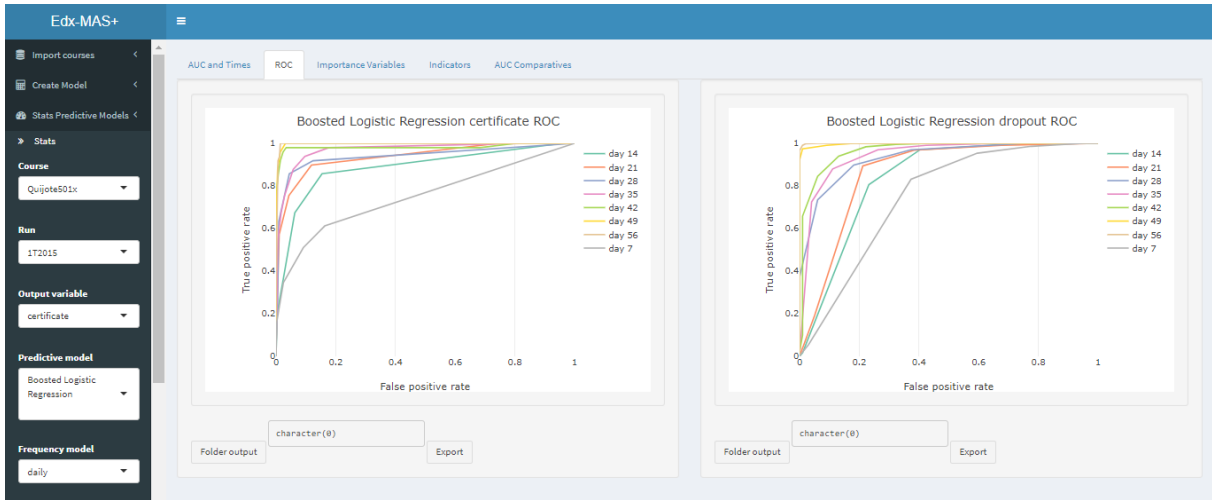 Edx-MAS+
Import courses
Create Model
Stats Predictive Models
Stats
Course
Quijote501x
Run
1T2015
Output variable
certificate
Predictive model
Boosted Logistic
Regression
Frequency model
daily
AUC and Times
ROC
Importance Variables
Indicators
AUC Comparatives
Boosted Logistic Regression certificate ROC
True positive rate
1
0.8
0.6
0.4
0.2
0
0
0.2
0.4
0.6
0.8
1
False positive rate
day 14
day 21
day 28
day 35
day 42
day 49
day 56
day 7
Folder output
character(0)
Export
Boosted Logistic Regression dropout ROC
True positive rate
1
0.8
0.6
0.4
0.2
0
0
0.2
0.4
0.6
0.8
1
False positive rate
day 14
day 21
day 28
day 35
day 42
day 49
day 56
day 7
Folder output
character(0)
Export